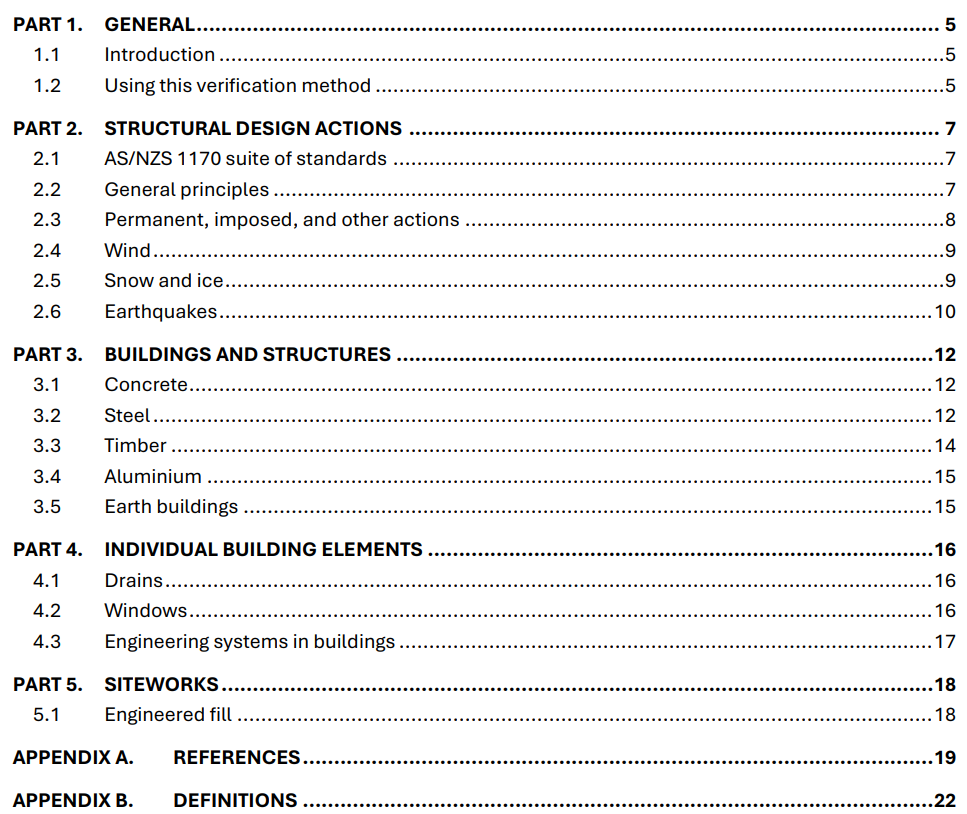 PART 1. GENERAL ..... 5
1.1 Introduction ..... 5
1.2 Using this verification method ..... 5
PART 2. STRUCTURAL DESIGN ACTIONS ..... 7
2.1 AS/NZS 1170 suite of standards ..... 7
2.2 General principles ..... 7
2.3 Permanent, imposed, and other actions ..... 8
2.4 Wind ..... 9
2.5 Snow and ice ..... 9
2.6 Earthquakes ..... 10
PART 3. BUILDINGS AND STRUCTURES ..... 12
3.1 Concrete ..... 12
3.2 Steel ..... 12
3.3 Timber ..... 14
3.4 Aluminium ..... 15
3.5 Earth buildings ..... 15
PART 4. INDIVIDUAL BUILDING ELEMENTS ..... 16
4.1 Drains ..... 16
4.2 Windows ..... 16
4.3 Engineering systems in buildings ..... 17
PART 5. SITEWORKS ..... 18
5.1 Engineered fill ..... 18
APPENDIX A. REFERENCES ..... 19
APPENDIX B. DEFINITIONS ..... 22